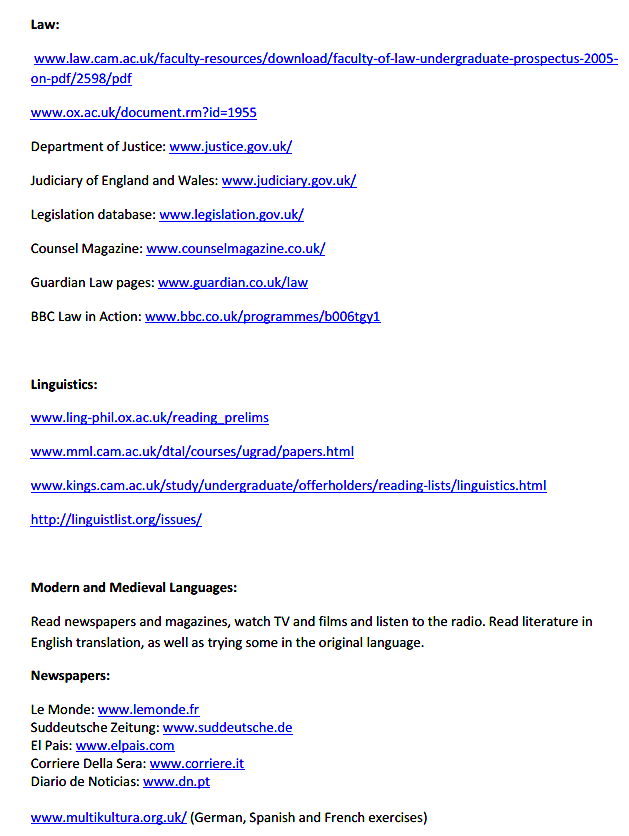 Law:
www.law.cam.ac.uk/faculty-resources/download/faculty-of-law-undergraduate-prospectus-2005-
on-pdf/2598/pdf
www.ox.ac.uk/document.rm?id=1955
Department of Justice: www.justice.gov.uk/
Judiciary of England and Wales: www.judiciary.gov.uk/
Legislation database: www.legislation.gov.uk/
Counsel Magazine: www.counselmagazine.co.uk/
Guardian Law pages: www.guardian.co.uk/law
BBC Law in Action: www.bbc.co.uk/programmes/b006tgy1
Linguistics:
www.ling-phil.ox.ac.uk/reading_prelims
www.mml.cam.ac.uk/dtal/courses/ugrad/papers.html
www.kings.cam.ac.uk/study/undergraduate/offerholders/reading-lists/linguistics.html
http://linguistlist.org/issues/
Modern and Medieval Languages:
Read newspapers and magazines, watch TV and films and listen to the radio. Read literature in
English translation, as well as trying some in the original language.
Newspapers:
Le Monde: www.lemonde.fr
Suddeutsche Zeitung: www.suddeutsche.de
El Pais: www.elpais.com
Corriere Della Sera: www.corriere.it
Diario de Noticias: www.dn.pt
www.multikultura.org.uk/ (German, Spanish and French exercises)